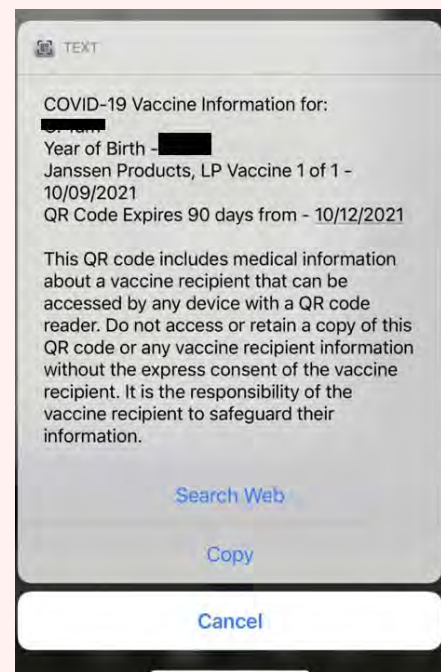 TEXT
COVID-19 Vaccine Information for:
Year of Birth -
Janssen Products, LP Vaccine 1 of 1 -
10/09/2021
QR Code Expires 90 days from - 10/12/2021
This QR code includes medical information
about a vaccine recipient that can be
accessed by any device with a QR code
reader. Do not access or retain a copy of this
QR code or any vaccine recipient information
without the express consent of the vaccine
recipient. It is the responsibility of the
vaccine recipient to safeguard their
information.
Search Web
Copy
Cancel